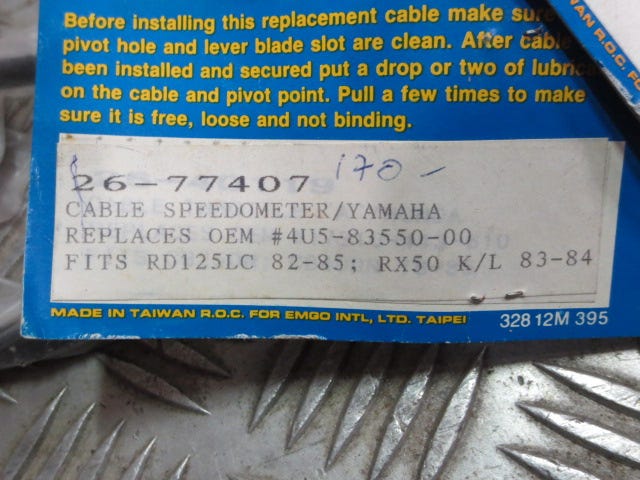 Before installing this replacement cable make sure
pivot hole and lever blade slot are clean. After cable
been installed and secured put a drop or two of
on the cable and pivot point. Pull a few times to make
sure it is free, loose and not binding.
26-77407 170-
CABLE SPEEDOMETER/YAMAHA
REPLACES OEM #4U5-83550-00
FITS RD125LC 82-85; RX50 K/L 83-84
MADE IN TAIWAN R.O.C. FOR EMGO INTL, LTD. TAIPEI 328 12M 395
WAN R.O.C. FOR